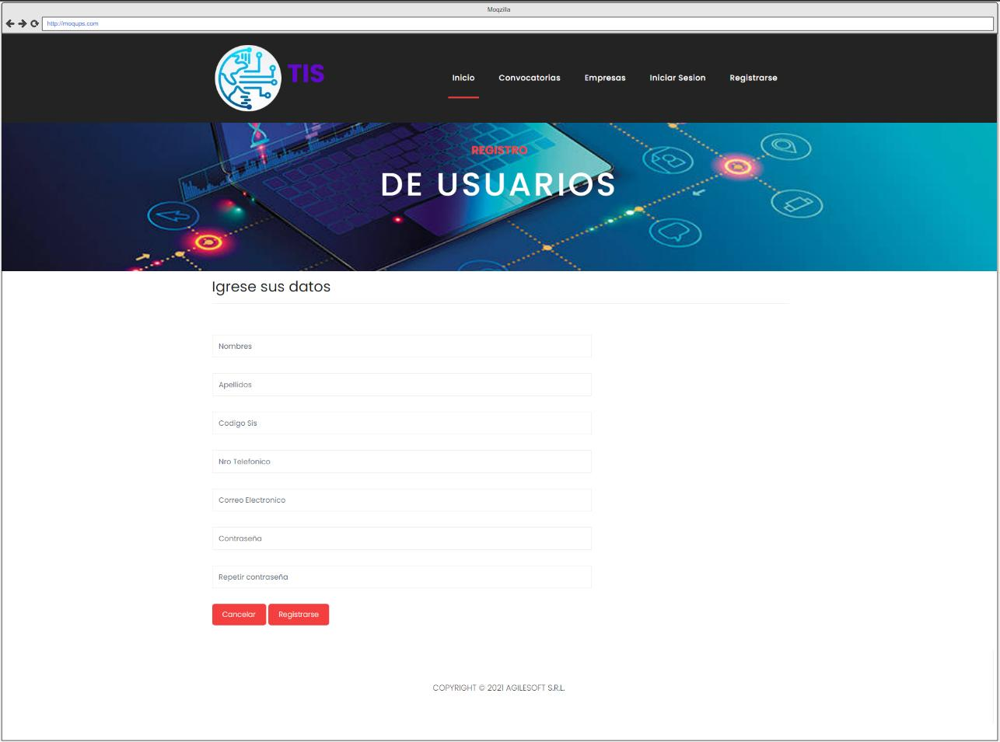 Moqzilla
http://moqups.com
TIS
Inicio Convocatorias Empresas Iniciar Sesion Registrarse
REGISTRO
DE USUARIOS
Igrese sus datos
Nombres
Apellidos
Codigo Sis
Nro Telefonico
Correo Electronico
Contraseña
Repetir contraseña
Cancelar Registrarse
COPYRIGHT © 2021 AGILESOFT S.R.L.